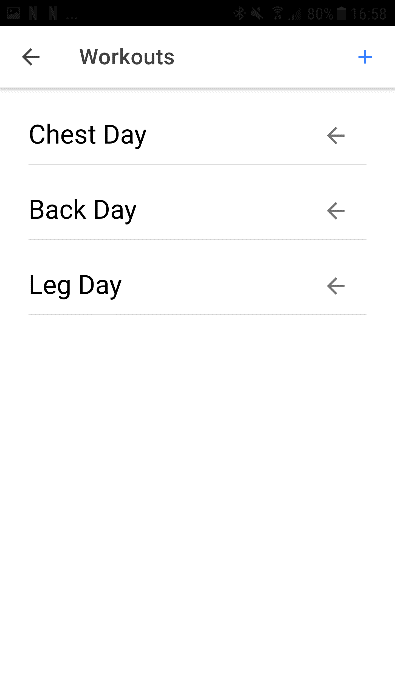 N N ... 80% 16:58
Workouts
Chest Day
Back Day
Leg Day